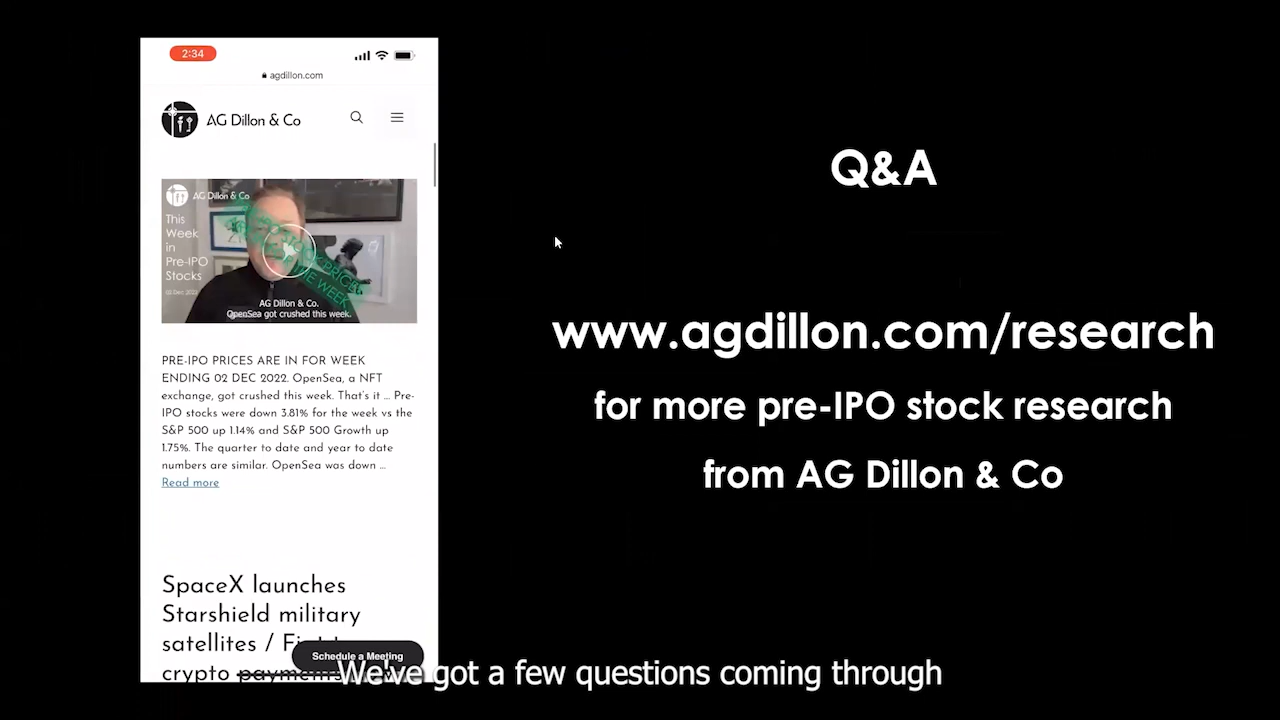 2:34
agdillon.com
AG Dillon & Co
AG Dillon & Co
This
Week
in
Pre-IPO
Stocks
02 Dec 2022
AG Dillon & Co.
OpenSea got crushed this week.
PRE-IPO PRICES ARE IN FOR WEEK
ENDING 02 DEC 2022. OpenSea, a NFT
exchange, got crushed this week. That's it ... Pre-
IPO stocks were down 3.81% for the week vs the
S&P 500 up 1.14% and S&P 500 Growth up
1.75%. The quarter to date and year to date
numbers are similar. OpenSea was down ...
Read more
SpaceX launches
Starshield military
satellites /
crypto payments
Schedule a Meeting
Q&A
www.agdillon.com/research
for more pre-IPO stock research
from AG Dillon & Co
We've got a few questions coming through